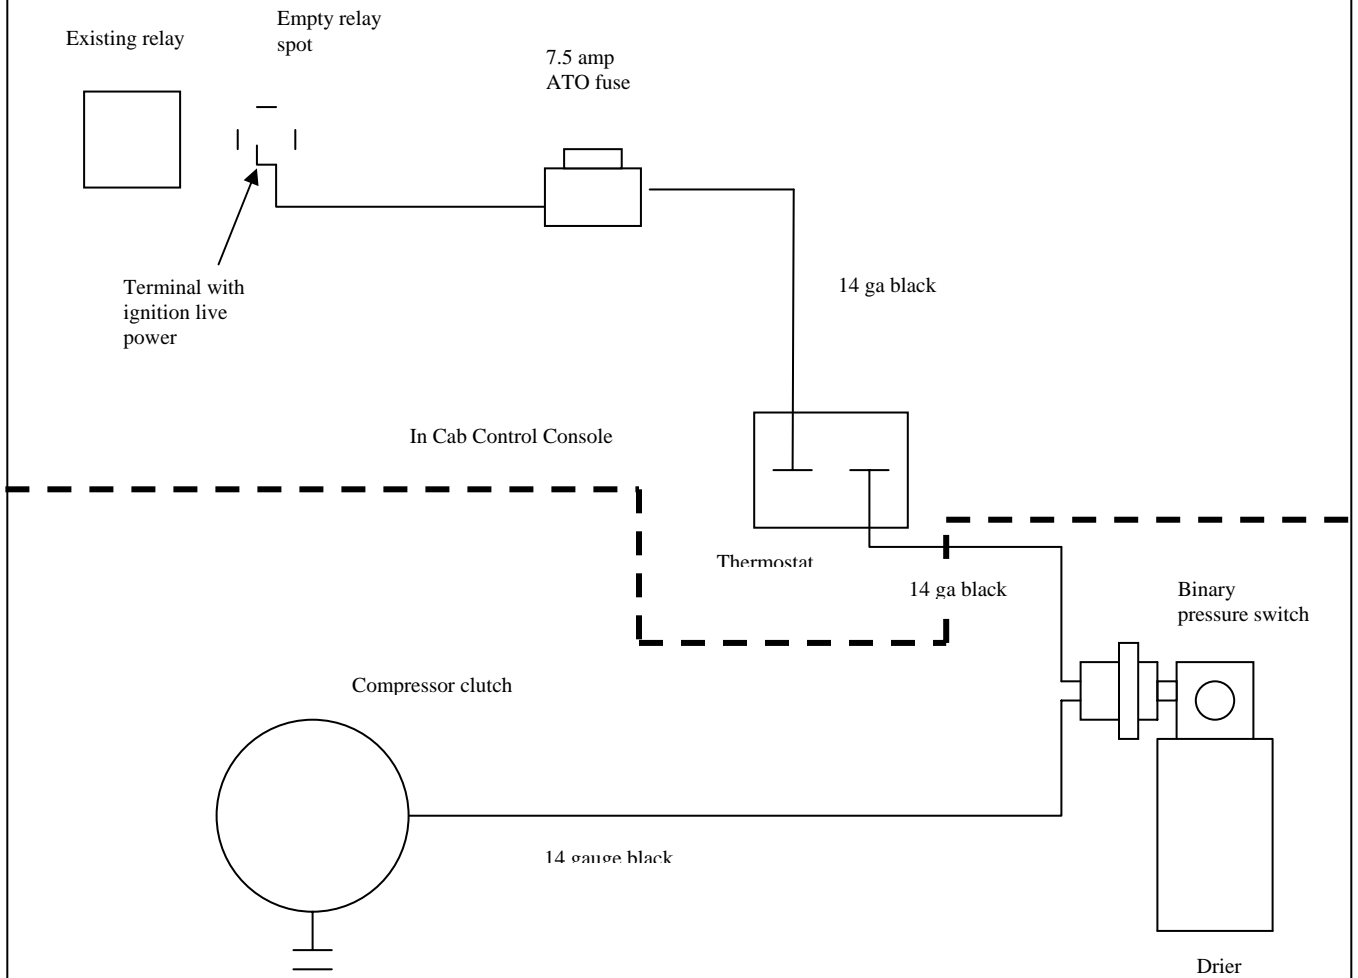 Empty relay
spot
Existing relay
7.5 amp
ATO fuse
Terminal with
ignition live
power
14 ga black
In Cab Control Console
Thermostat
14 ga black
Binary
pressure switch
Compressor clutch
14 gauge black
Drier